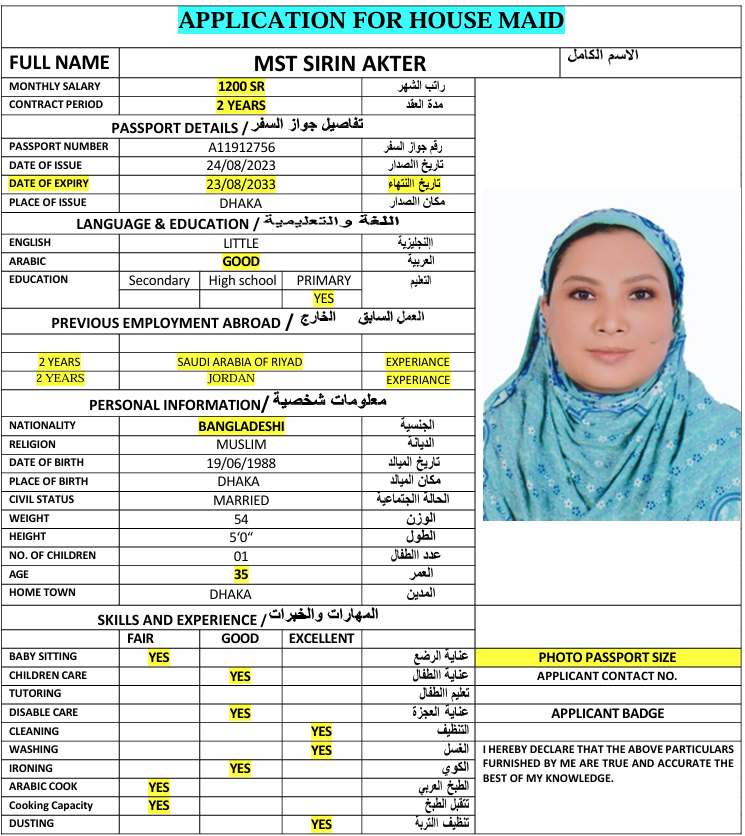 APPLICATION FOR HOUSE MAID
FULL NAME MST SIRIN AKTER الاسم الكامل
MONTHLY SALARY 1200 SR راتب الشهر
CONTRACT PERIOD 2 YEARS مدة العقد
PASSPORT DETAILS / تفاصيل جواز السفر
PASSPORT NUMBER A11912756 رقم جواز السفر
DATE OF ISSUE 24/08/2023 تاريخ االصدار
DATE OF EXPIRY 23/08/2033 تاريخ االنتهاء
PLACE OF ISSUE DHAKA مكان االصدار
LANGUAGE & EDUCATION / اللغة والتعليمية
ENGLISH LITTLE اإلنجليزية
ARABIC GOOD العربية
EDUCATION Secondary High school PRIMARY التعليم
YES
PREVIOUS EMPLOYMENT ABROAD / العمل السابق الخارج
2 YEARS SAUDI ARABIA OF RIYAD EXPERIANCE
2 YEARS JORDAN EXPERIANCE
PERSONAL INFORMATION/ معلومات شخصية
NATIONALITY BANGLADESHI الجنسية
RELIGION MUSLIM الديانة
DATE OF BIRTH 19/06/1988 تاريخ الميالد
PLACE OF BIRTH DHAKA مكان الميالد
CIVIL STATUS MARRIED الحالة االجتماعية
WEIGHT 54 الوزن
HEIGHT 5'0" الطول
NO. OF CHILDREN 01 عدد االطفال
AGE 35 العمر
HOME TOWN DHAKA المدين
SKILLS AND EXPERIENCE / المهارات والخبرات
FAIR GOOD EXCELLENT
BABY SITTING YES عناية الرضع PHOTO PASSPORT SIZE
CHILDREN CARE YES عناية االطفال APPLICANT CONTACT NO.
TUTORING تعليم االطفال
DISABLE CARE YES عناية العجزة APPLICANT BADGE
CLEANING YES التنظيف
WASHING YES الغسل I HEREBY DECLARE THAT THE ABOVE PARTICULARS
IRONING YES الكوي FURNISHED BY ME ARE TRUE AND ACCURATE THE
BEST OF MY KNOWLEDGE.
ARABIC COOK YES الطبخ العربي
Cooking Capacity YES تتقبل الطبخ
DUSTING YES تنظيف االتربة